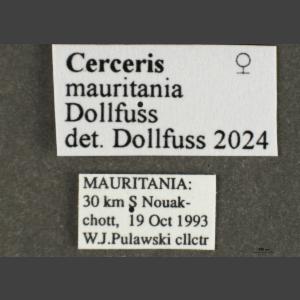 Cerceris ♀
mauritania
Dollfuss
det. Dollfuss 2024
MAURITANIA:
30 km S Nouak-
chott, 19 Oct 1993
W.J.Pulawski cllctr